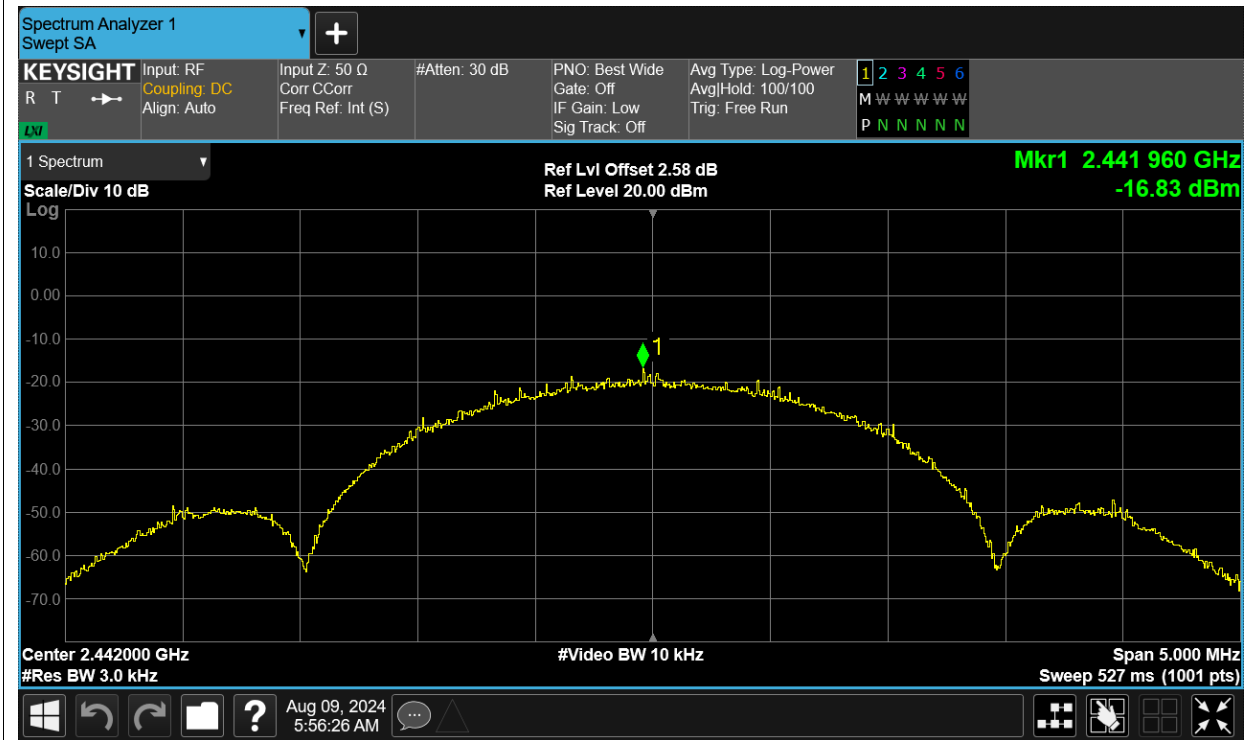 Spectrum Analyzer 1
Swept SA
KEYSIGHT
R T
LXI
Input: RF
Coupling: DC
Align: Auto
Input Z: 50 Ω
Corr CCorr
Freq Ref: Int (S)
#Atten: 30 dB
PNO: Best Wide
Gate: Off
IF Gain: Low
Sig Track: Off
Avg Type: Log-Power
Avg|Hold: 100/100
Trig: Free Run
1 2 3 4 5 6
M W W W W W
P N N N N N
1 Spectrum
Scale/Div 10 dB
Log
Ref Lvl Offset 2.58 dB
Ref Level 20.00 dBm
Mkr1 2.441 960 GHz
-16.83 dBm
10.0
0.00
-10.0
1
-20.0
-30.0
-40.0
-50.0
-60.0
-70.0
Center 2.442000 GHz
#Res BW 3.0 kHz
#Video BW 10 kHz
Span 5.000 MHz
Sweep 527 ms (1001 pts)
?
Aug 09, 2024
5:56:26 AM